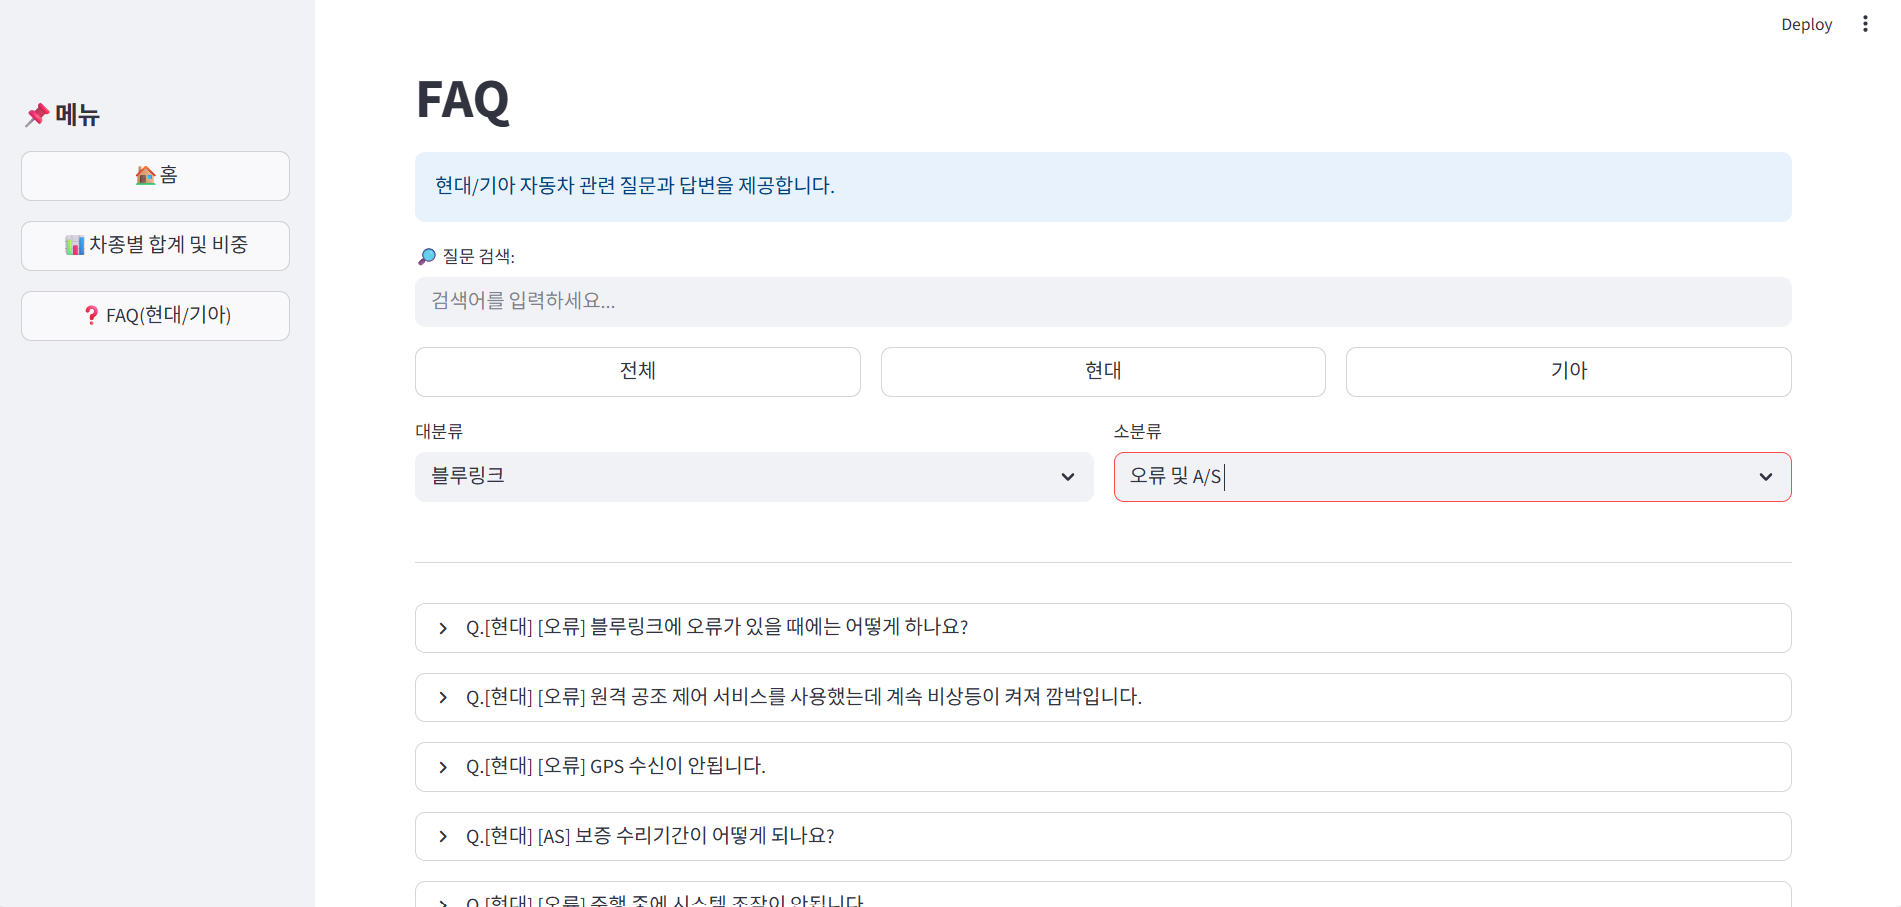 Deploy
메뉴
홈
차종별 합계 및 비중
FAQ(현대/기아)
FAQ
현대/기아 자동차 관련 질문과 답변을 제공합니다.
질문 검색:
검색어를 입력하세요...
전체
현대
기아
대분류
소분류
블루링크
오류 및 A/S
Q.[현대] [오류] 블루링크에 오류가 있을 때에는 어떻게 하나요?
Q.[현대] [오류] 원격 공조 제어 서비스를 사용했는데 계속 비상등이 켜져 깜박입니다.
Q.[현대] [오류] GPS 수신이 안됩니다.
Q.[현대] [AS] 보증 수리기간이 어떻게 되나요?
Q.[현대] [오류] 주행 중에 시스템 조작이 안됩니다